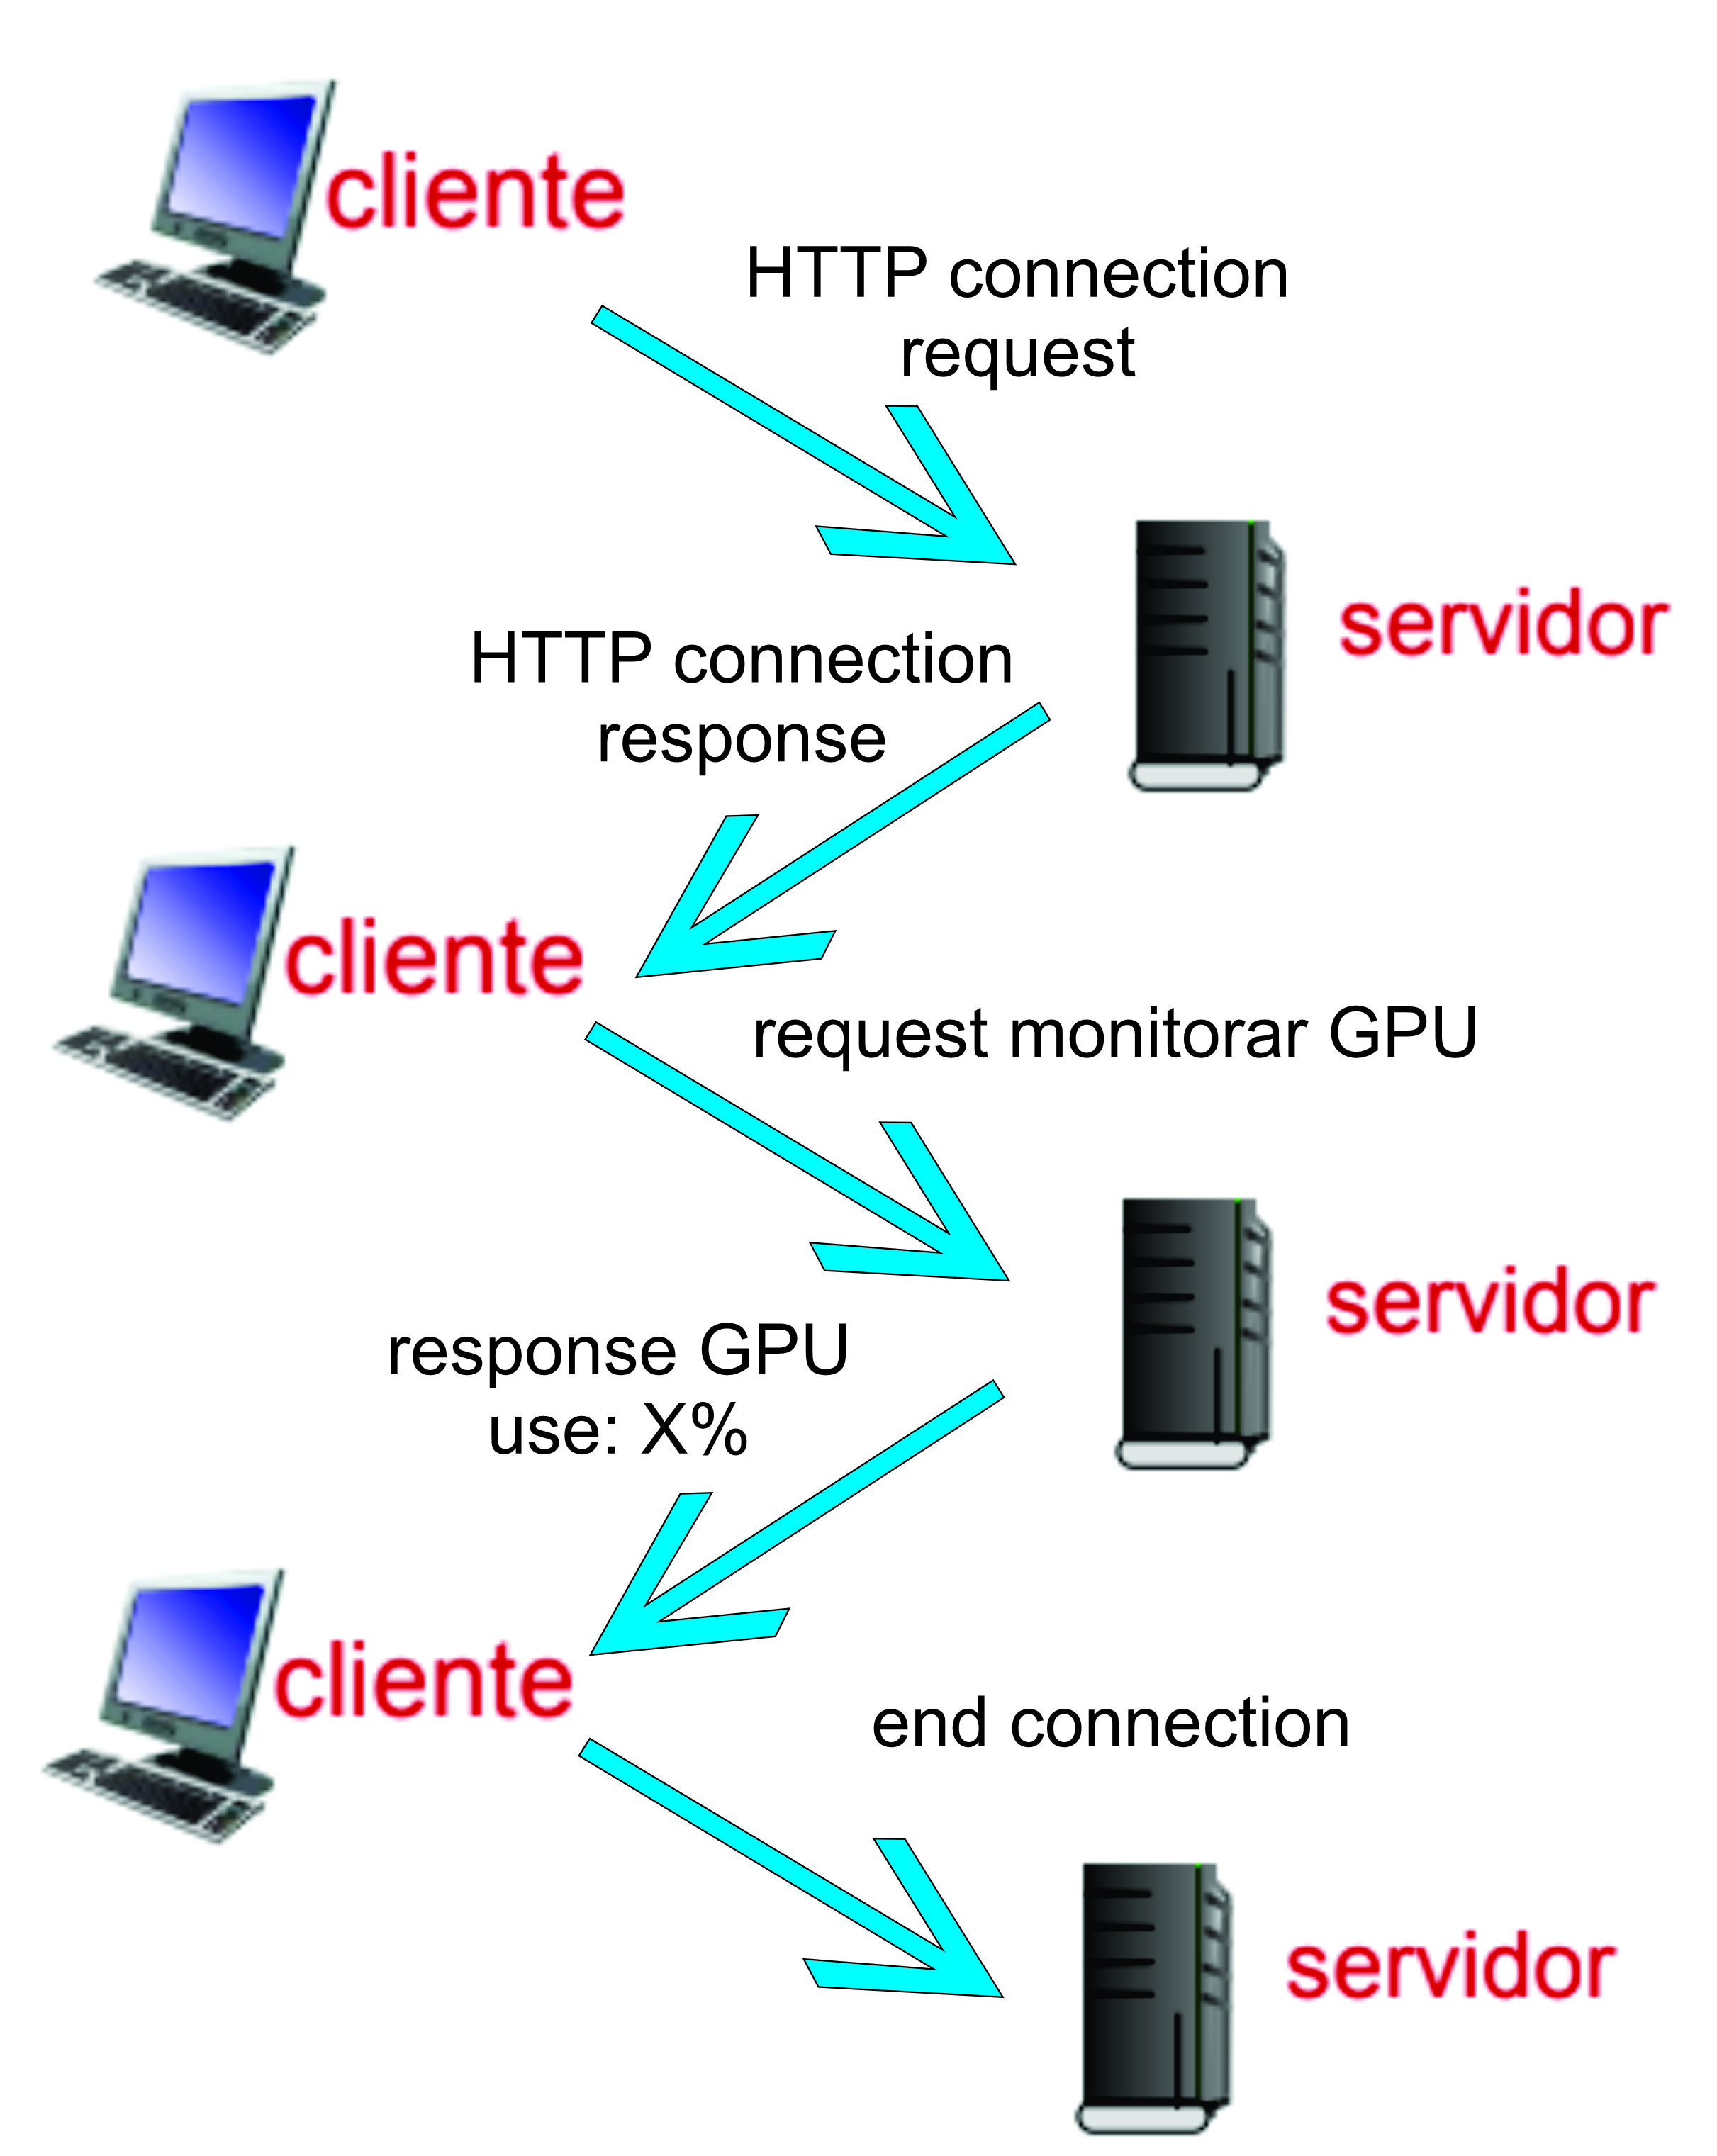 cliente
HTTP connection
request
servidor
HTTP connection
response
cliente
request monitorar GPU
servidor
response GPU
use: X%
cliente
end connection
servidor